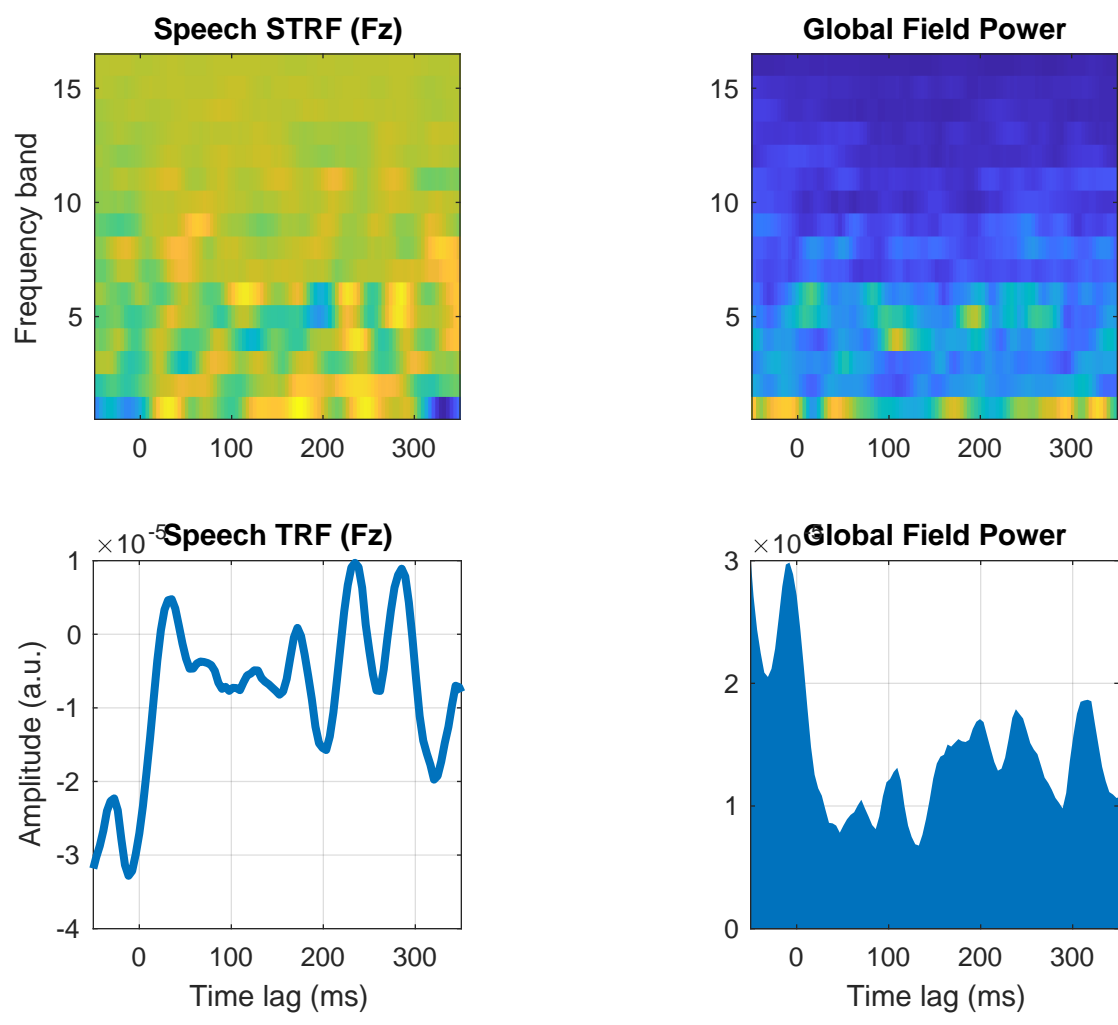 Speech STRF (Fz)
Frequency band
15
10
5
0 100 200 300
Global Field Power
15
10
5
0 100 200 300
Speech TRF (Fz)
×10-5
Amplitude (a.u.)
1
0
-1
-2
-3
-4
0 100 200 300
Time lag (ms)
Global Field Power
×10-5
3
2
1
0
0 100 200 300
Time lag (ms)